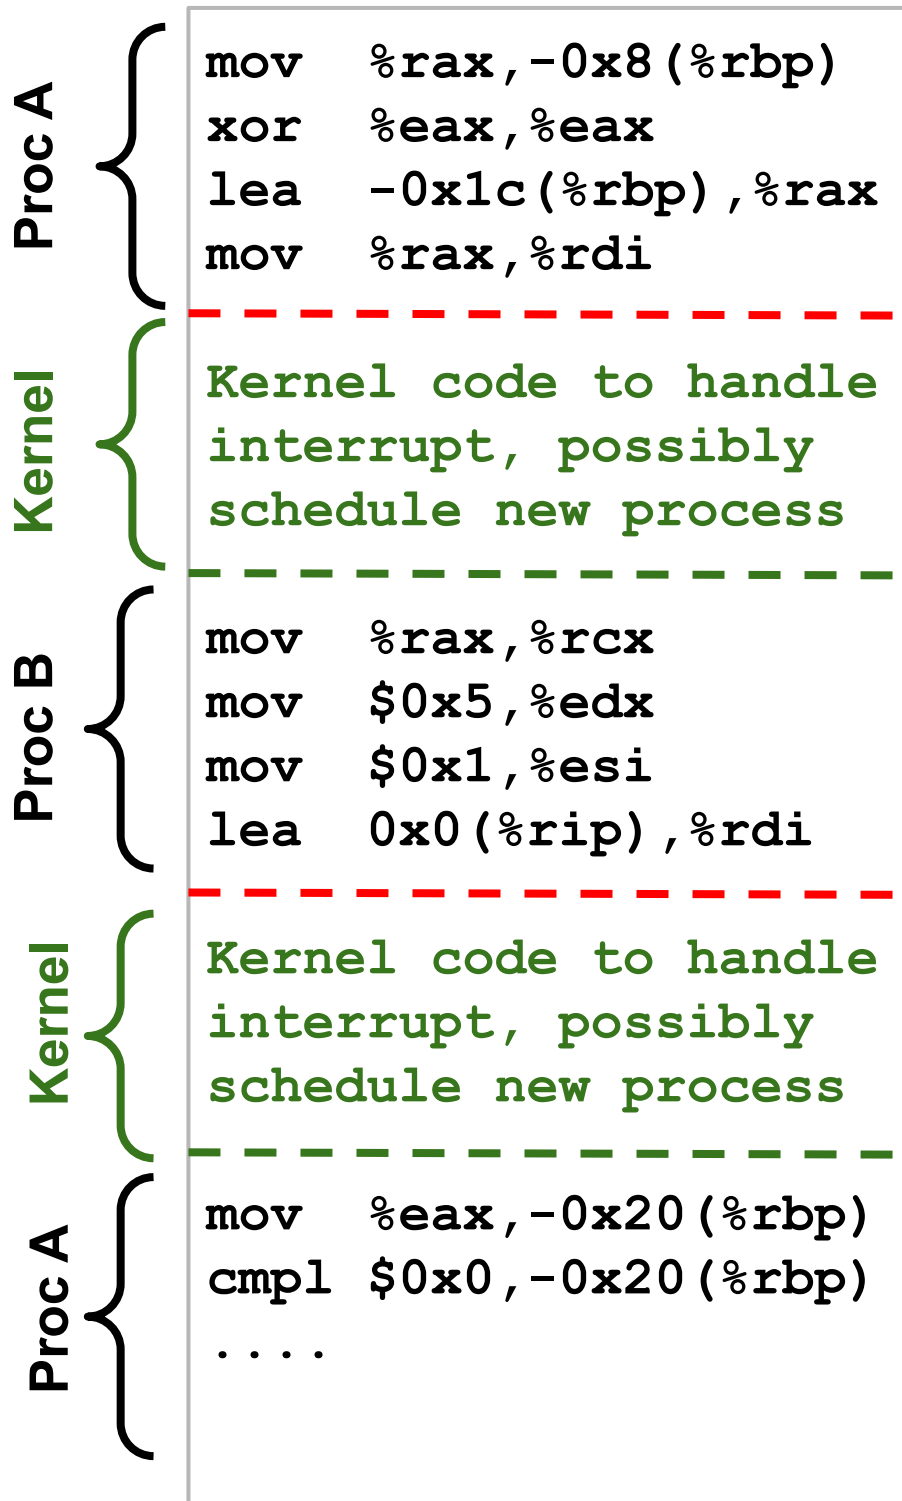 Proc A
mov %rax,-0x8(%rbp)
xor %eax,%eax
lea -0x1c(%rbp),%rax
mov %rax,%rdi
Kernel
Kernel code to handle
interrupt, possibly
schedule new process
Proc B
mov %rax,%rcx
mov $0x5,%edx
mov $0x1,%esi
lea 0x0(%rip),%rdi
Kernel
Kernel code to handle
interrupt, possibly
schedule new process
Proc A
mov %eax,-0x20(%rbp)
cmpl $0x0,-0x20(%rbp)
....